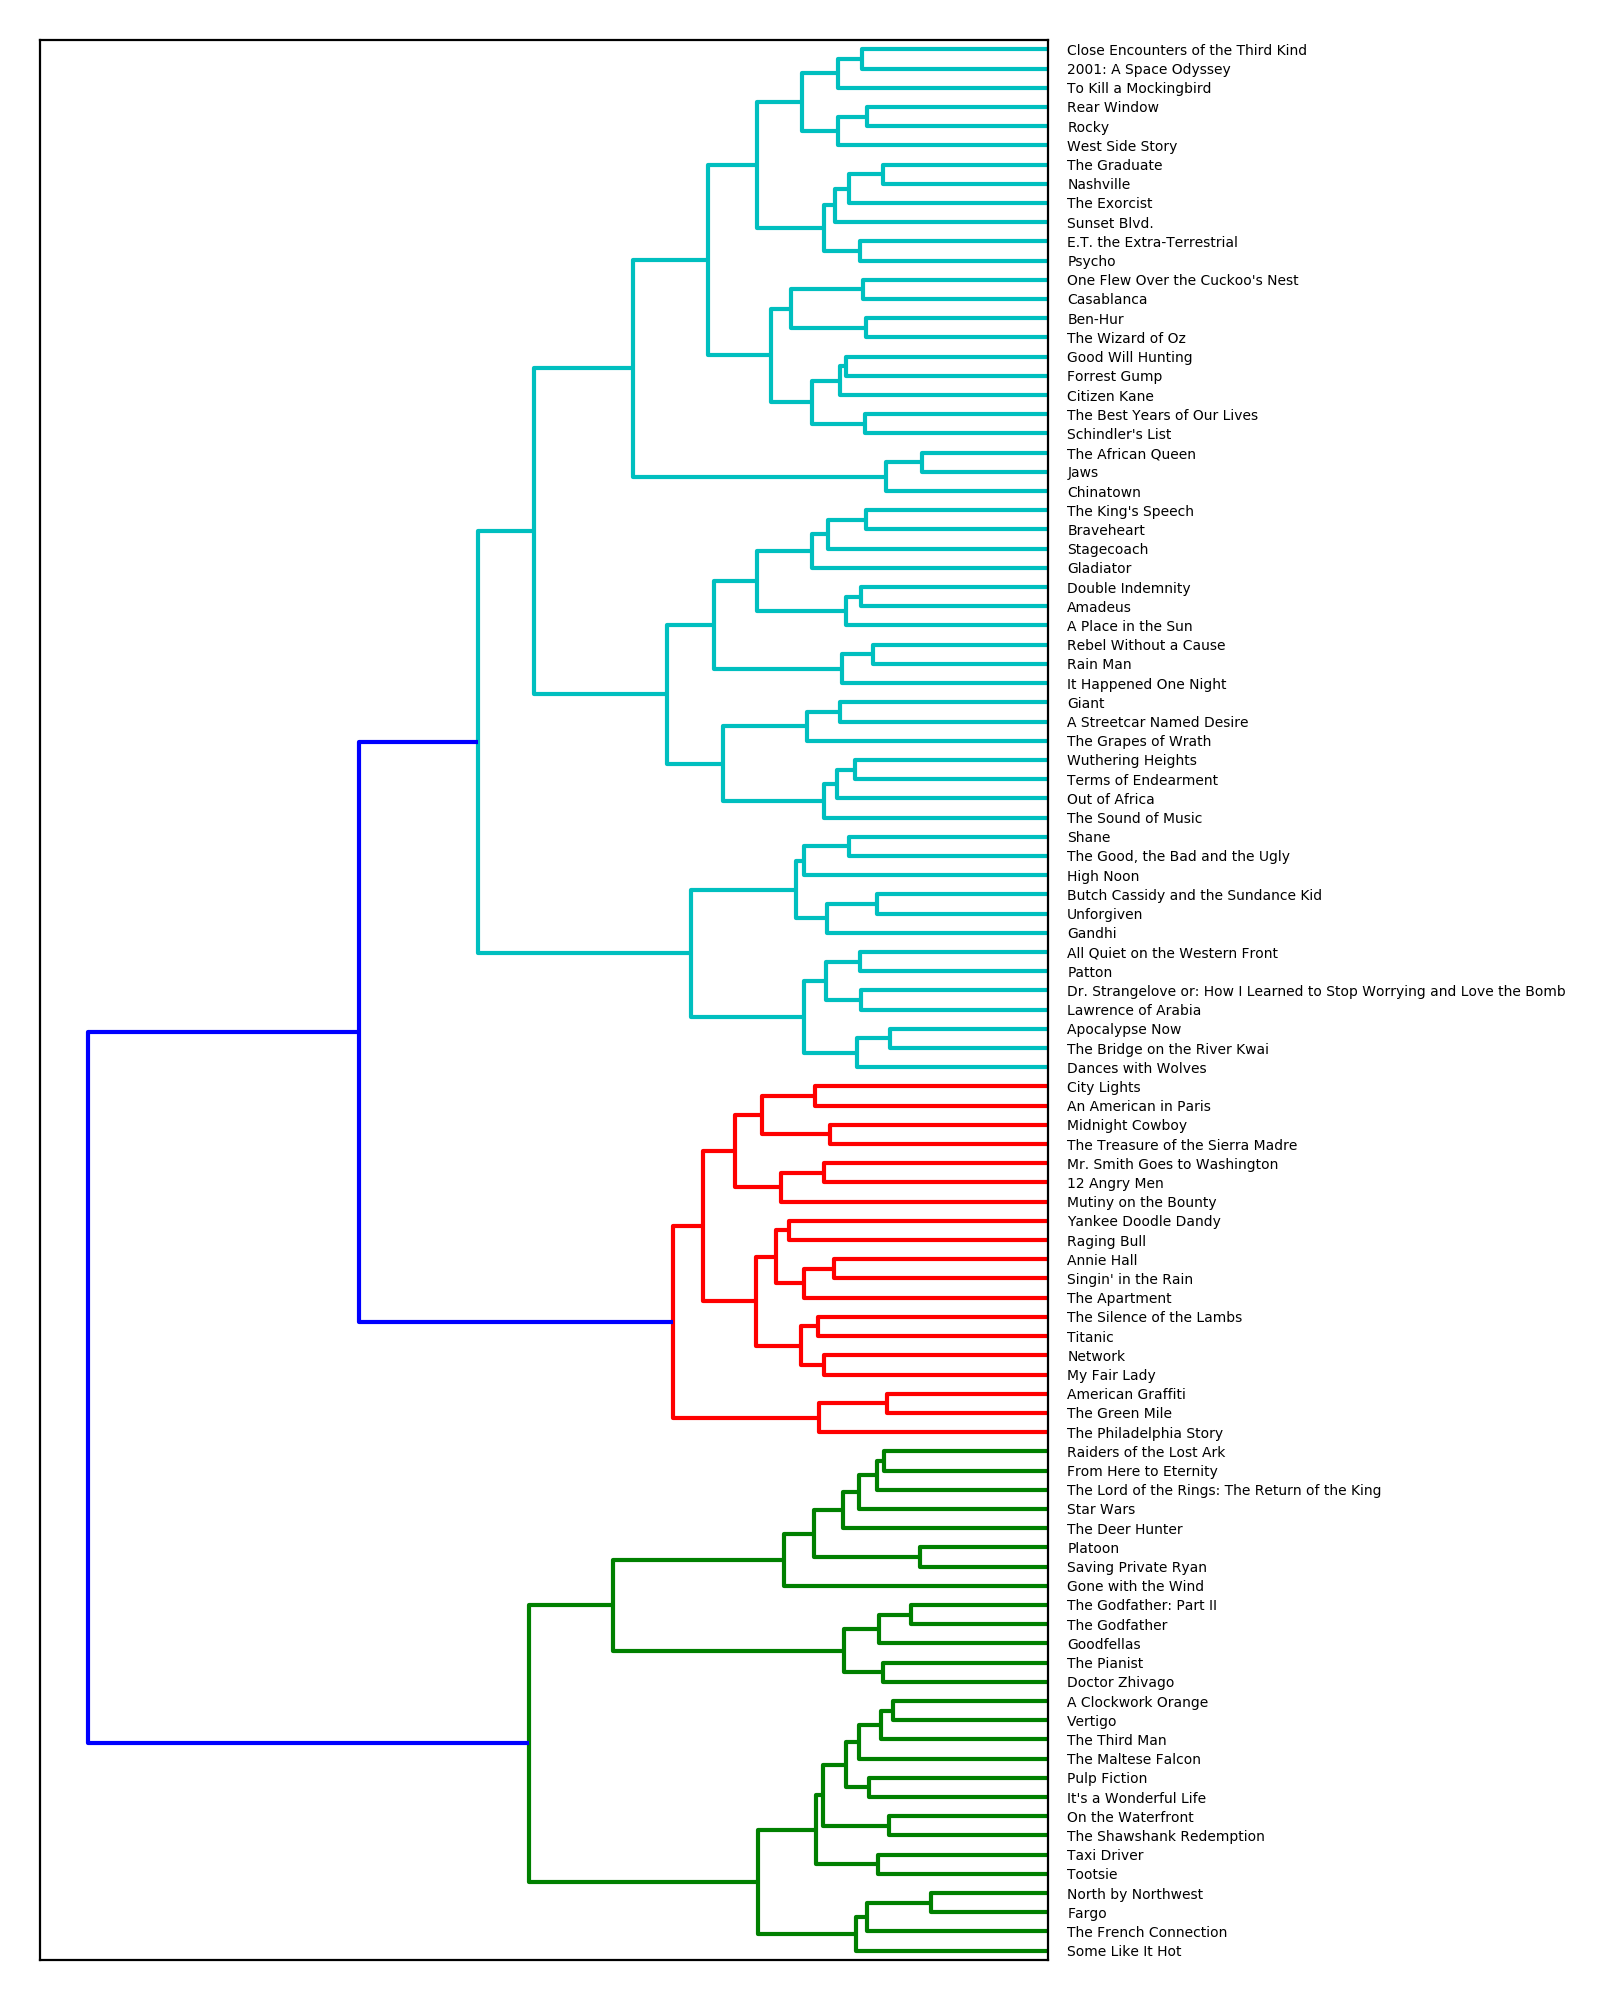 Close Encounters of the Third Kind
2001: A Space Odyssey
To Kill a Mockingbird
Rear Window
Rocky
West Side Story
The Graduate
Nashville
The Exorcist
Sunset Blvd.
E.T. the Extra-Terrestrial
Psycho
One Flew Over the Cuckoo's Nest
Casablanca
Ben-Hur
The Wizard of Oz
Good Will Hunting
Forrest Gump
Citizen Kane
The Best Years of Our Lives
Schindler's List
The African Queen
Jaws
Chinatown
The King's Speech
Braveheart
Stagecoach
Gladiator
Double Indemnity
Amadeus
A Place in the Sun
Rebel Without a Cause
Rain Man
It Happened One Night
Giant
A Streetcar Named Desire
The Grapes of Wrath
Wuthering Heights
Terms of Endearment
Out of Africa
The Sound of Music
Shane
The Good, the Bad and the Ugly
High Noon
Butch Cassidy and the Sundance Kid
Unforgiven
Gandhi
All Quiet on the Western Front
Patton
Dr. Strangelove or: How I Learned to Stop Worrying and Love the Bomb
Lawrence of Arabia
Apocalypse Now
The Bridge on the River Kwai
Dances with Wolves
City Lights
An American in Paris
Midnight Cowboy
The Treasure of the Sierra Madre
Mr. Smith Goes to Washington
12 Angry Men
Mutiny on the Bounty
Yankee Doodle Dandy
Raging Bull
Annie Hall
Singin' in the Rain
The Apartment
The Silence of the Lambs
Titanic
Network
My Fair Lady
American Graffiti
The Green Mile
The Philadelphia Story
Raiders of the Lost Ark
From Here to Eternity
The Lord of the Rings: The Return of the King
Star Wars
The Deer Hunter
Platoon
Saving Private Ryan
Gone with the Wind
The Godfather: Part II
The Godfather
Goodfellas
The Pianist
Doctor Zhivago
A Clockwork Orange
Vertigo
The Third Man
The Maltese Falcon
Pulp Fiction
It's a Wonderful Life
On the Waterfront
The Shawshank Redemption
Taxi Driver
Tootsie
North by Northwest
Fargo
The French Connection
Some Like It Hot